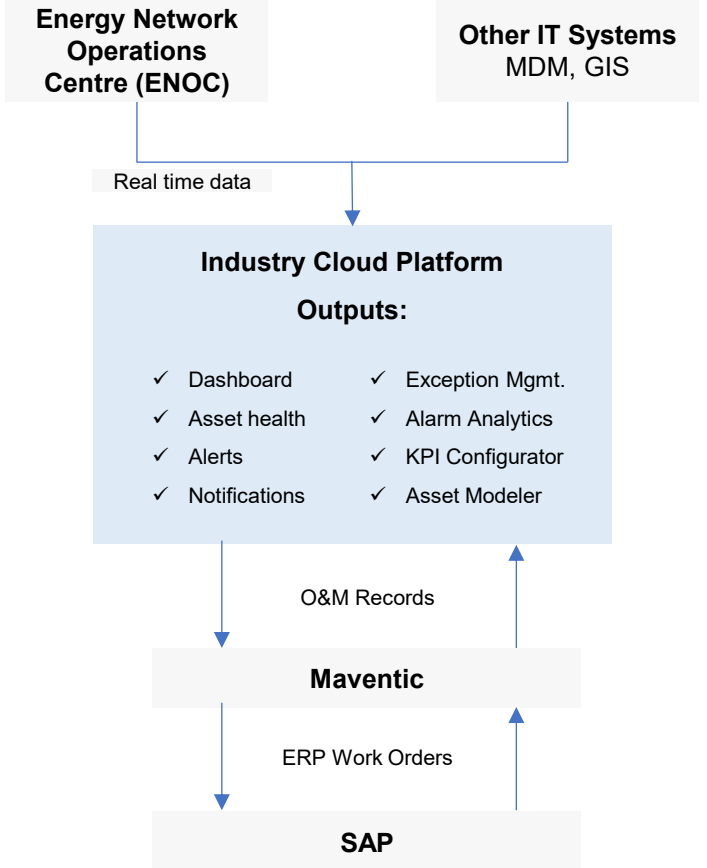 Energy Network
Operations
Centre (ENOC)
Other IT Systems
MDM, GIS
Real time data
Industry Cloud Platform
Outputs:
✓ Dashboard
✓ Asset health
✓ Alerts
✓ Notifications
✓ Exception Mgmt.
✓ Alarm Analytics
✓ KPI Configurator
✓ Asset Modeler
O&M Records
Maventic
ERP Work Orders
SAP